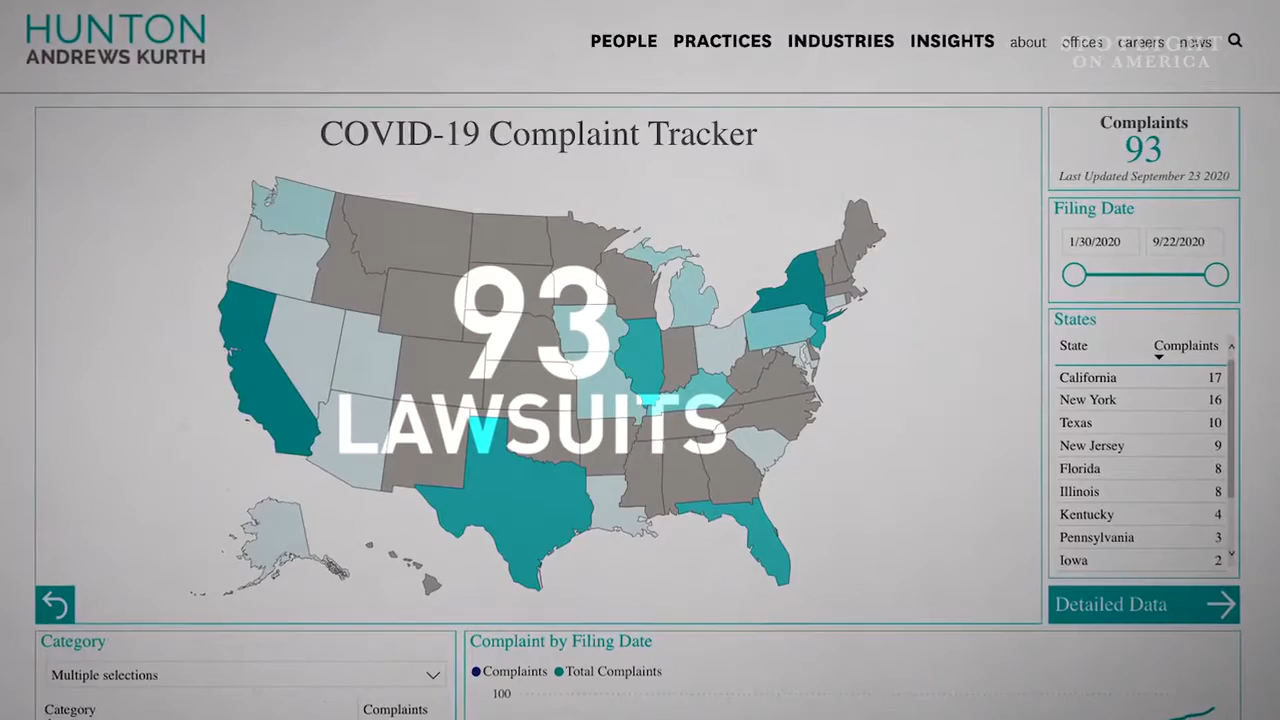 HUNTON
ANDREWS KURTH
PEOPLE PRACTICES INDUSTRIES INSIGHTS about offices careers news
SPOTLIGHT
ON AMERICA
COVID-19 Complaint Tracker
93
LAWSUITS
Complaints
93
Last Updated September 23 2020
Filing Date
1/30/2020 9/22/2020
States
State Complaints
California 17
New York 16
Texas 10
New Jersey 9
Florida 8
Illinois 8
Kentucky 4
Pennsylvania 3
Iowa 2
Detailed Data
Category
Multiple selections
Category Complaints
Complaint by Filing Date
Complaints Total Complaints
100